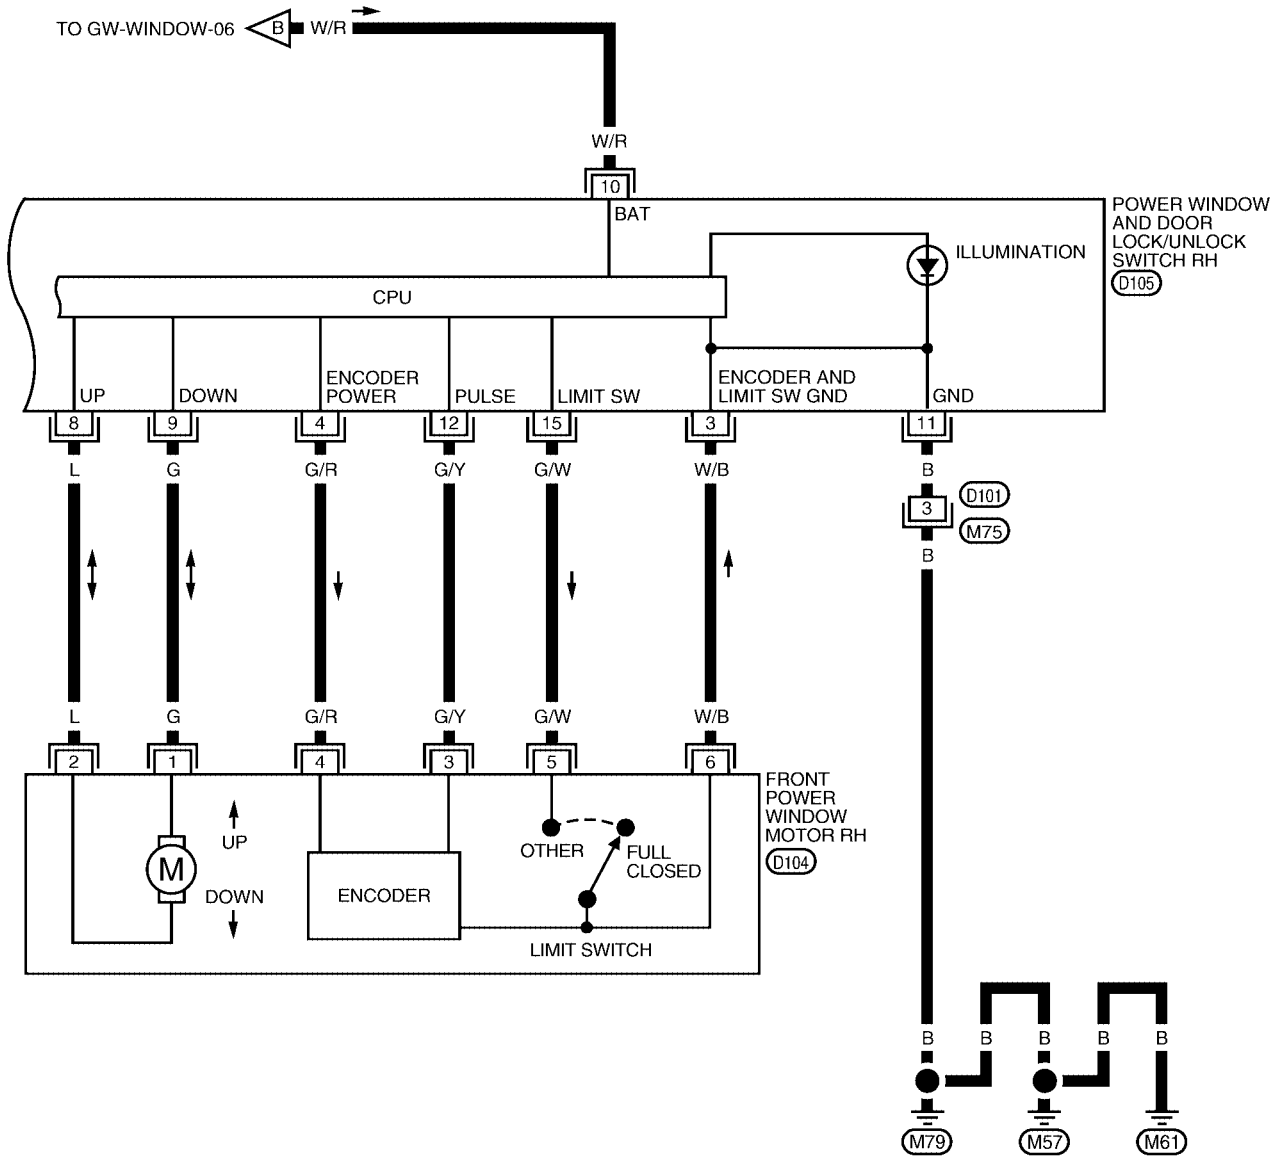 TO GW-WINDOW-06 B W/R
W/R
10
BAT
POWER WINDOW
AND DOOR
LOCK/UNLOCK
SWITCH RH
D105
ILLUMINATION
CPU
UP
DOWN
ENCODER
POWER
PULSE
LIMIT SW
ENCODER AND
LIMIT SW GND
GND
8 9 4 12 15 3 11
L G G/R G/Y G/W W/B B
3
D101
M75
B
L G G/R G/Y G/W W/B
2 1 4 3 5 6
FRONT
POWER
WINDOW
MOTOR RH
D104
UP
M
DOWN
ENCODER
OTHER
FULL
CLOSED
LIMIT SWITCH
B B B B B
M79 M57 M61